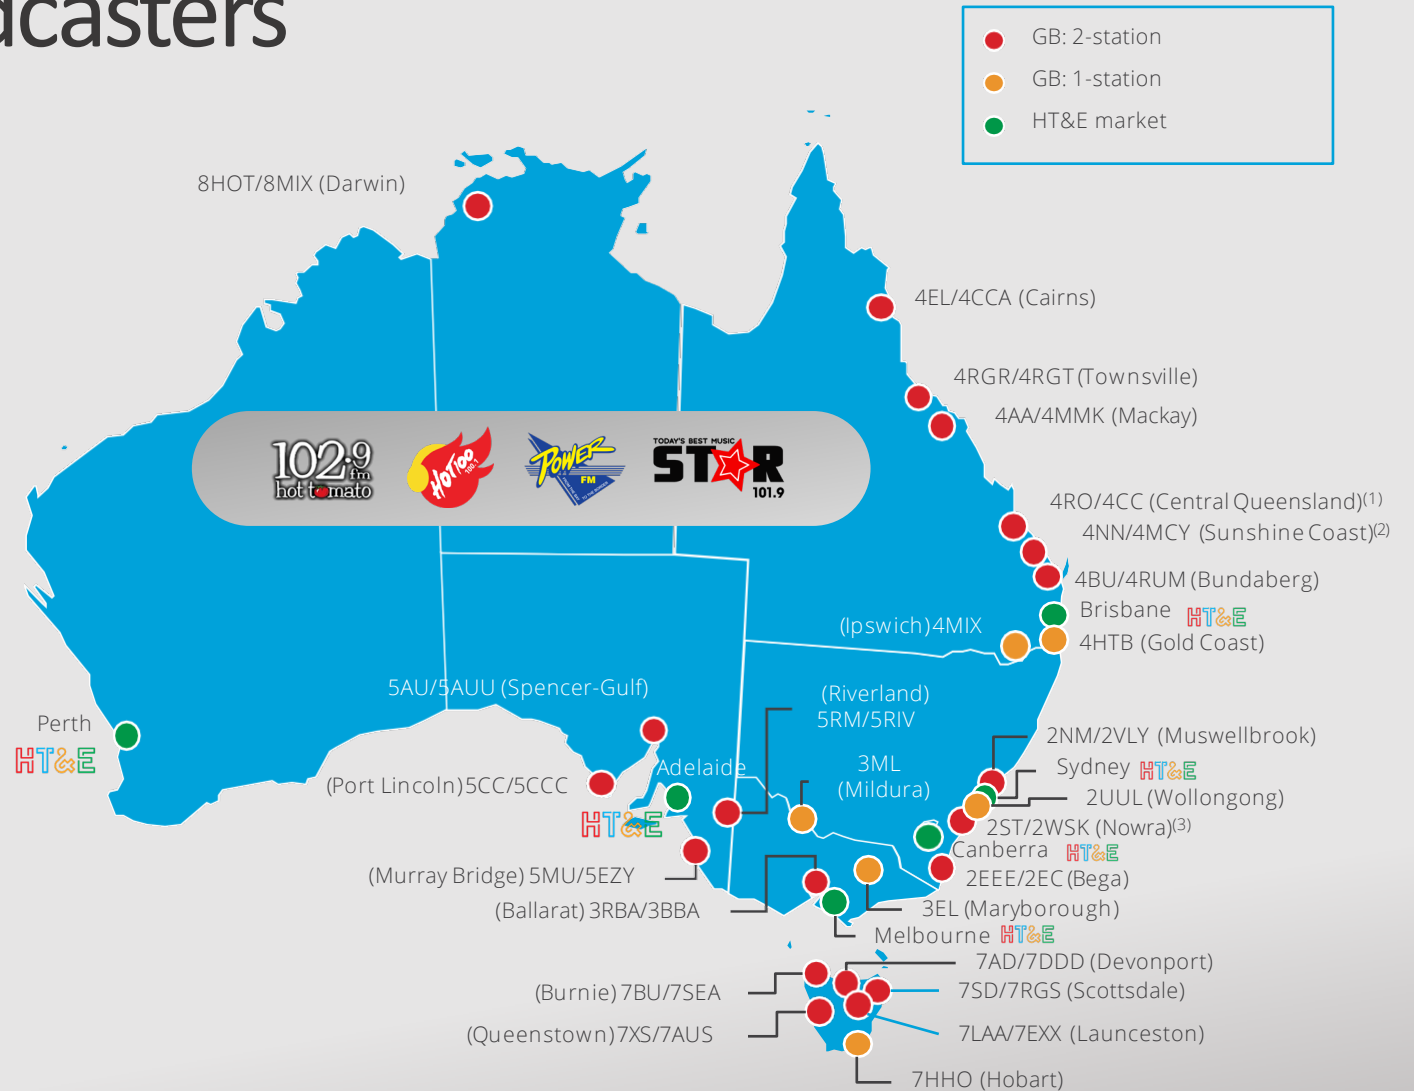 dcasters
GB: 2-station
GB: 1-station
HT&E market
8HOT/8MIX (Darwin)
4EL/4CCA (Cairns)
4RGR/4RGT (Townsville)
4AA/4MMK (Mackay)
102.9
fm
hot tomato
HOT100
100.1
POWER
FM
TODAY'S BEST MUSIC
STAR
101.9
4RO/4CC (Central Queensland)(1)
4NN/4MCY (Sunshine Coast)(2)
4BU/4RUM (Bundaberg)
Brisbane HT&E
(Ipswich) 4MIX
4HTB (Gold Coast)
5AU/5AUU (Spencer-Gulf)
(Riverland)
5RM/5RIV
Perth
HT&E
2NM/2VLY (Muswellbrook)
Adelaide
3ML
(Mildura)
Sydney HT&E
(Port Lincoln) 5CC/5CCC
2UUL (Wollongong)
HT&E
2ST/2WSK (Nowra)(3)
Canberra HT&E
(Murray Bridge) 5MU/5EZY
2EEE/2EC (Bega)
(Ballarat) 3RBA/3BBA
3EL (Maryborough)
Melbourne HT&E
7AD/7DDD (Devonport)
(Burnie) 7BU/7SEA
7SD/7RGS (Scottsdale)
(Queenstown) 7XS/7AUS
7LAA/7EXX (Launceston)
7HHO (Hobart)